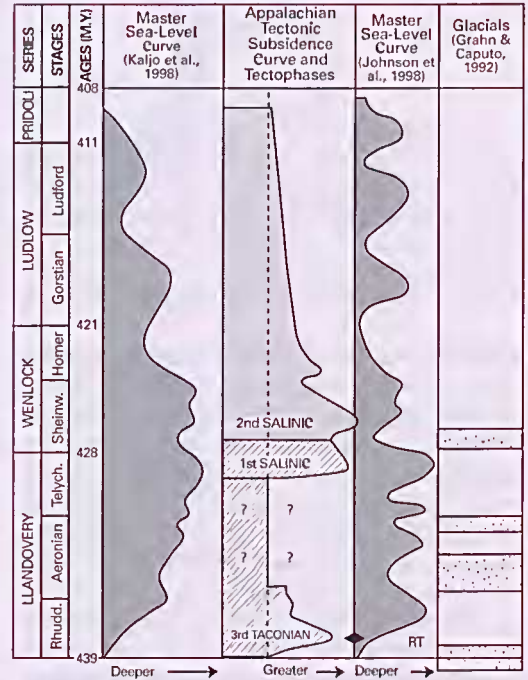 SERIES
STAGES
AGES (M.Y.)
Master
Sea-Level
Curve
(Kaljo et al.,
1998)
Appalachian
Tectonic
Subsidence
Curve and
Tectophases
Master
Sea-Level
Curve
(Johnson et
al., 1998)
Glacials
(Grahn &
Caputo,
1992)
408
PRIDOLI
411
LUDLOW
Ludford
Gorstian
421
WENLOCK
Homer
Sheinw.
2nd SALINIC
428
1st SALINIC
LLANDOVERY
Telych.
? ?
Aeronian
? ?
Rhudd.
3rd TACONIAN
RT
439
Deeper
Greater
Deeper